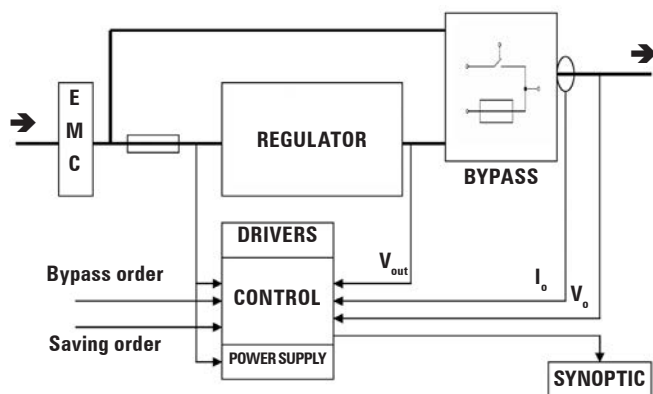 E
M
C
REGULATOR
BYPASS
DRIVERS
Vout
Bypass order
CONTROL
Io
Vo
Saving order
POWER SUPPLY
SYNOPTIC